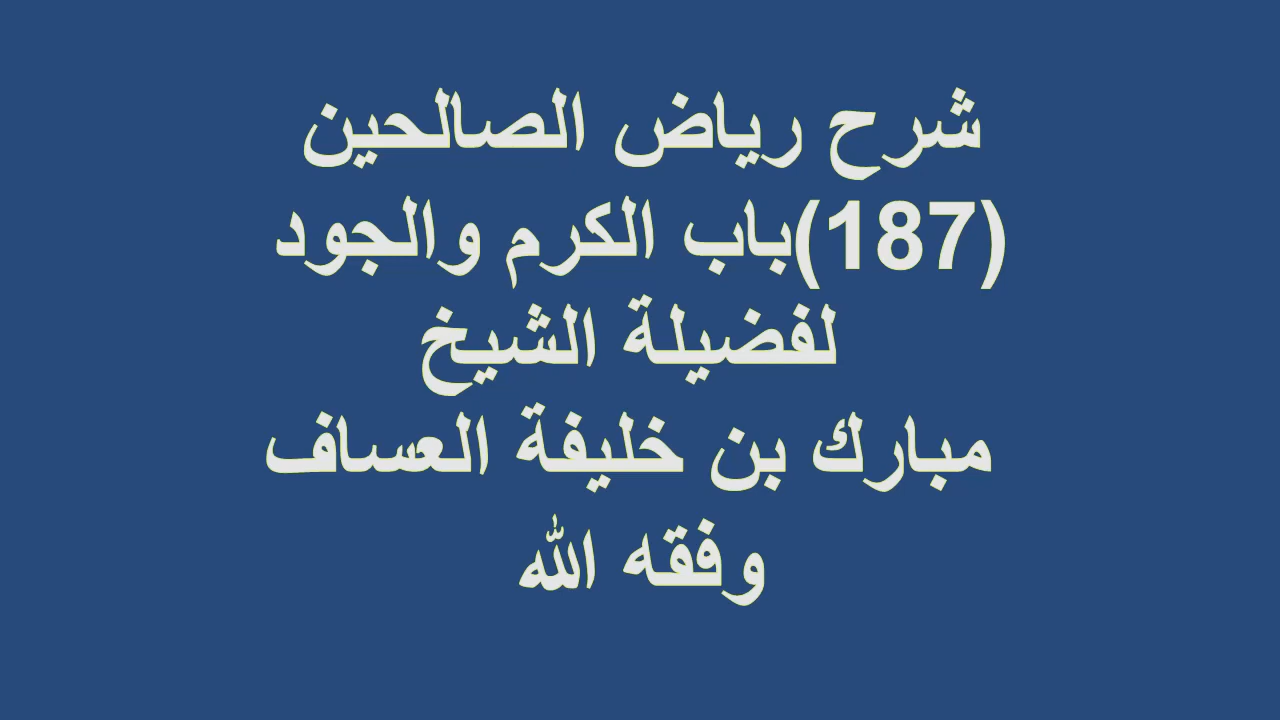 شرح رياض الصالحين
(187)باب الكرم والجود
لفضيلة الشيخ
مبارك بن خليفة العساف
وفقه الله